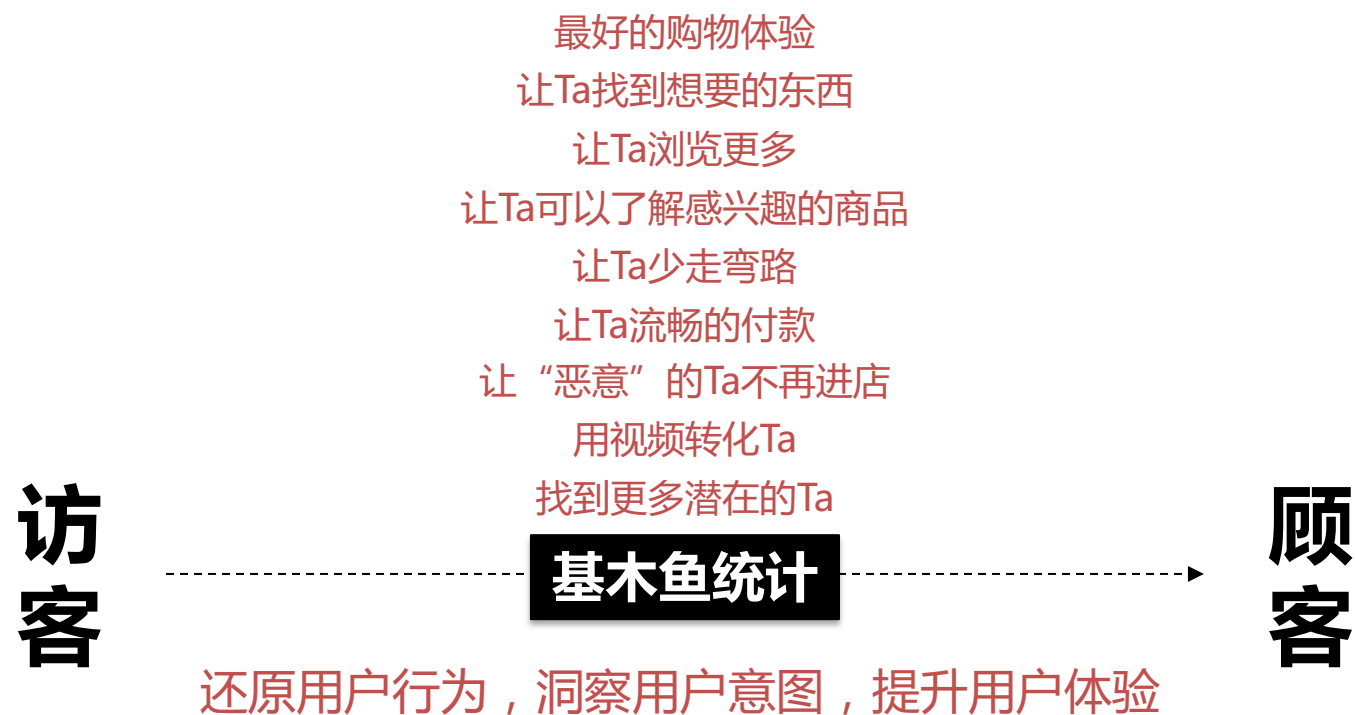 最好的购物体验
让Ta找到想要的东西
让Ta浏览更多
让Ta可以了解感兴趣的商品
让Ta少走弯路
让Ta流畅的付款
让“恶意”的Ta不再进店
用视频转化Ta
找到更多潜在的Ta
访客
基木鱼统计
顾客
还原用户行为，洞察用户意图，提升用户体验